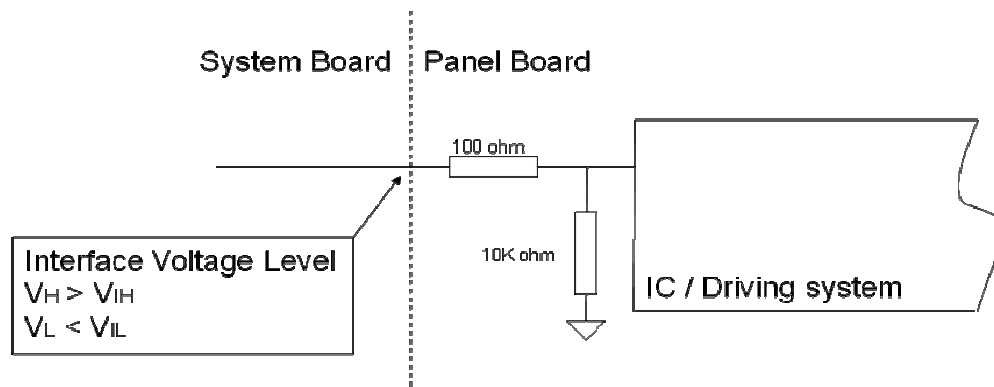 System Board
Panel Board
100 ohm
10K ohm
Interface Voltage Level
VH > VIH
VL < VIL
IC / Driving system